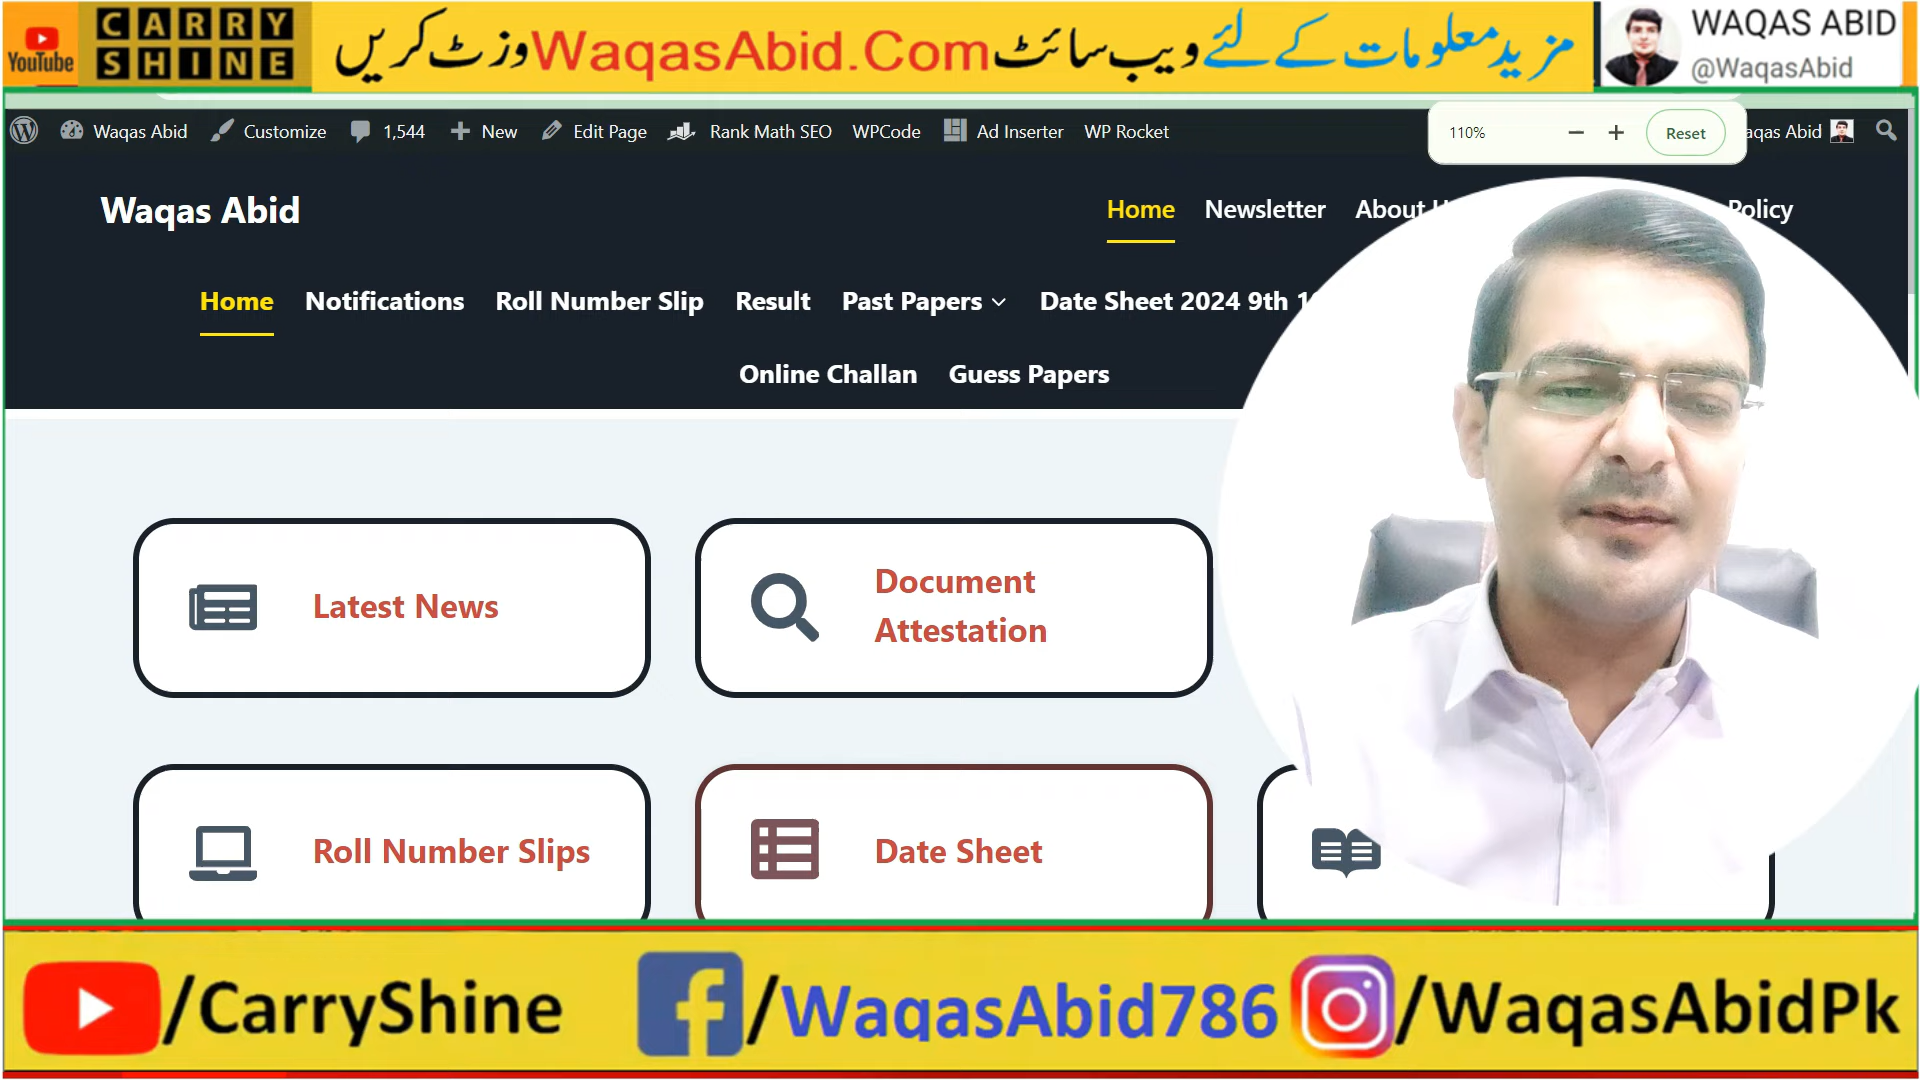 YouTube
CARRY
SHINE
مزید معلومات کے لئے ویب سائٹ WaqasAbid.Com وزٹ کریں
WAQAS ABID
@WaqasAbid
Waqas Abid Customize 1,544 New Edit Page Rank Math SEO WPCode Ad Inserter WP Rocket
110% Reset
aqas Abid
Waqas Abid
Home Newsletter About Policy
Home Notifications Roll Number Slip Result Past Papers Date Sheet 2024 9th
Online Challan Guess Papers
Latest News
Document
Attestation
Roll Number Slips
Date Sheet
/CarryShine
/WaqasAbid786
/WaqasAbidPk